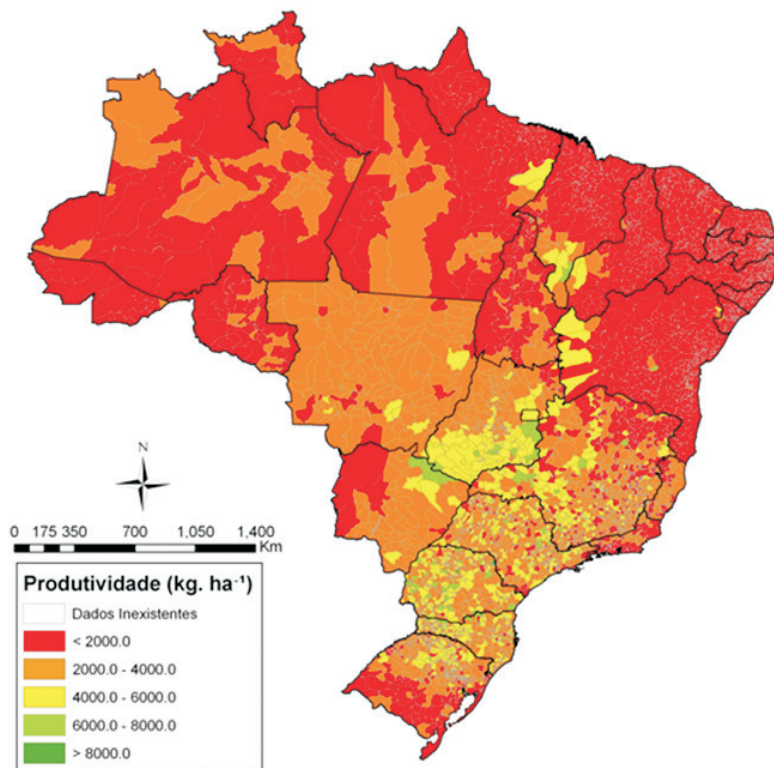 N
0 175 350 700 1,050 1,400
Km
Produtividade (kg. ha⁻¹)
Dados Inexistentes
< 2000.0
2000.0 - 4000.0
4000.0 - 6000.0
6000.0 - 8000.0
> 8000.0